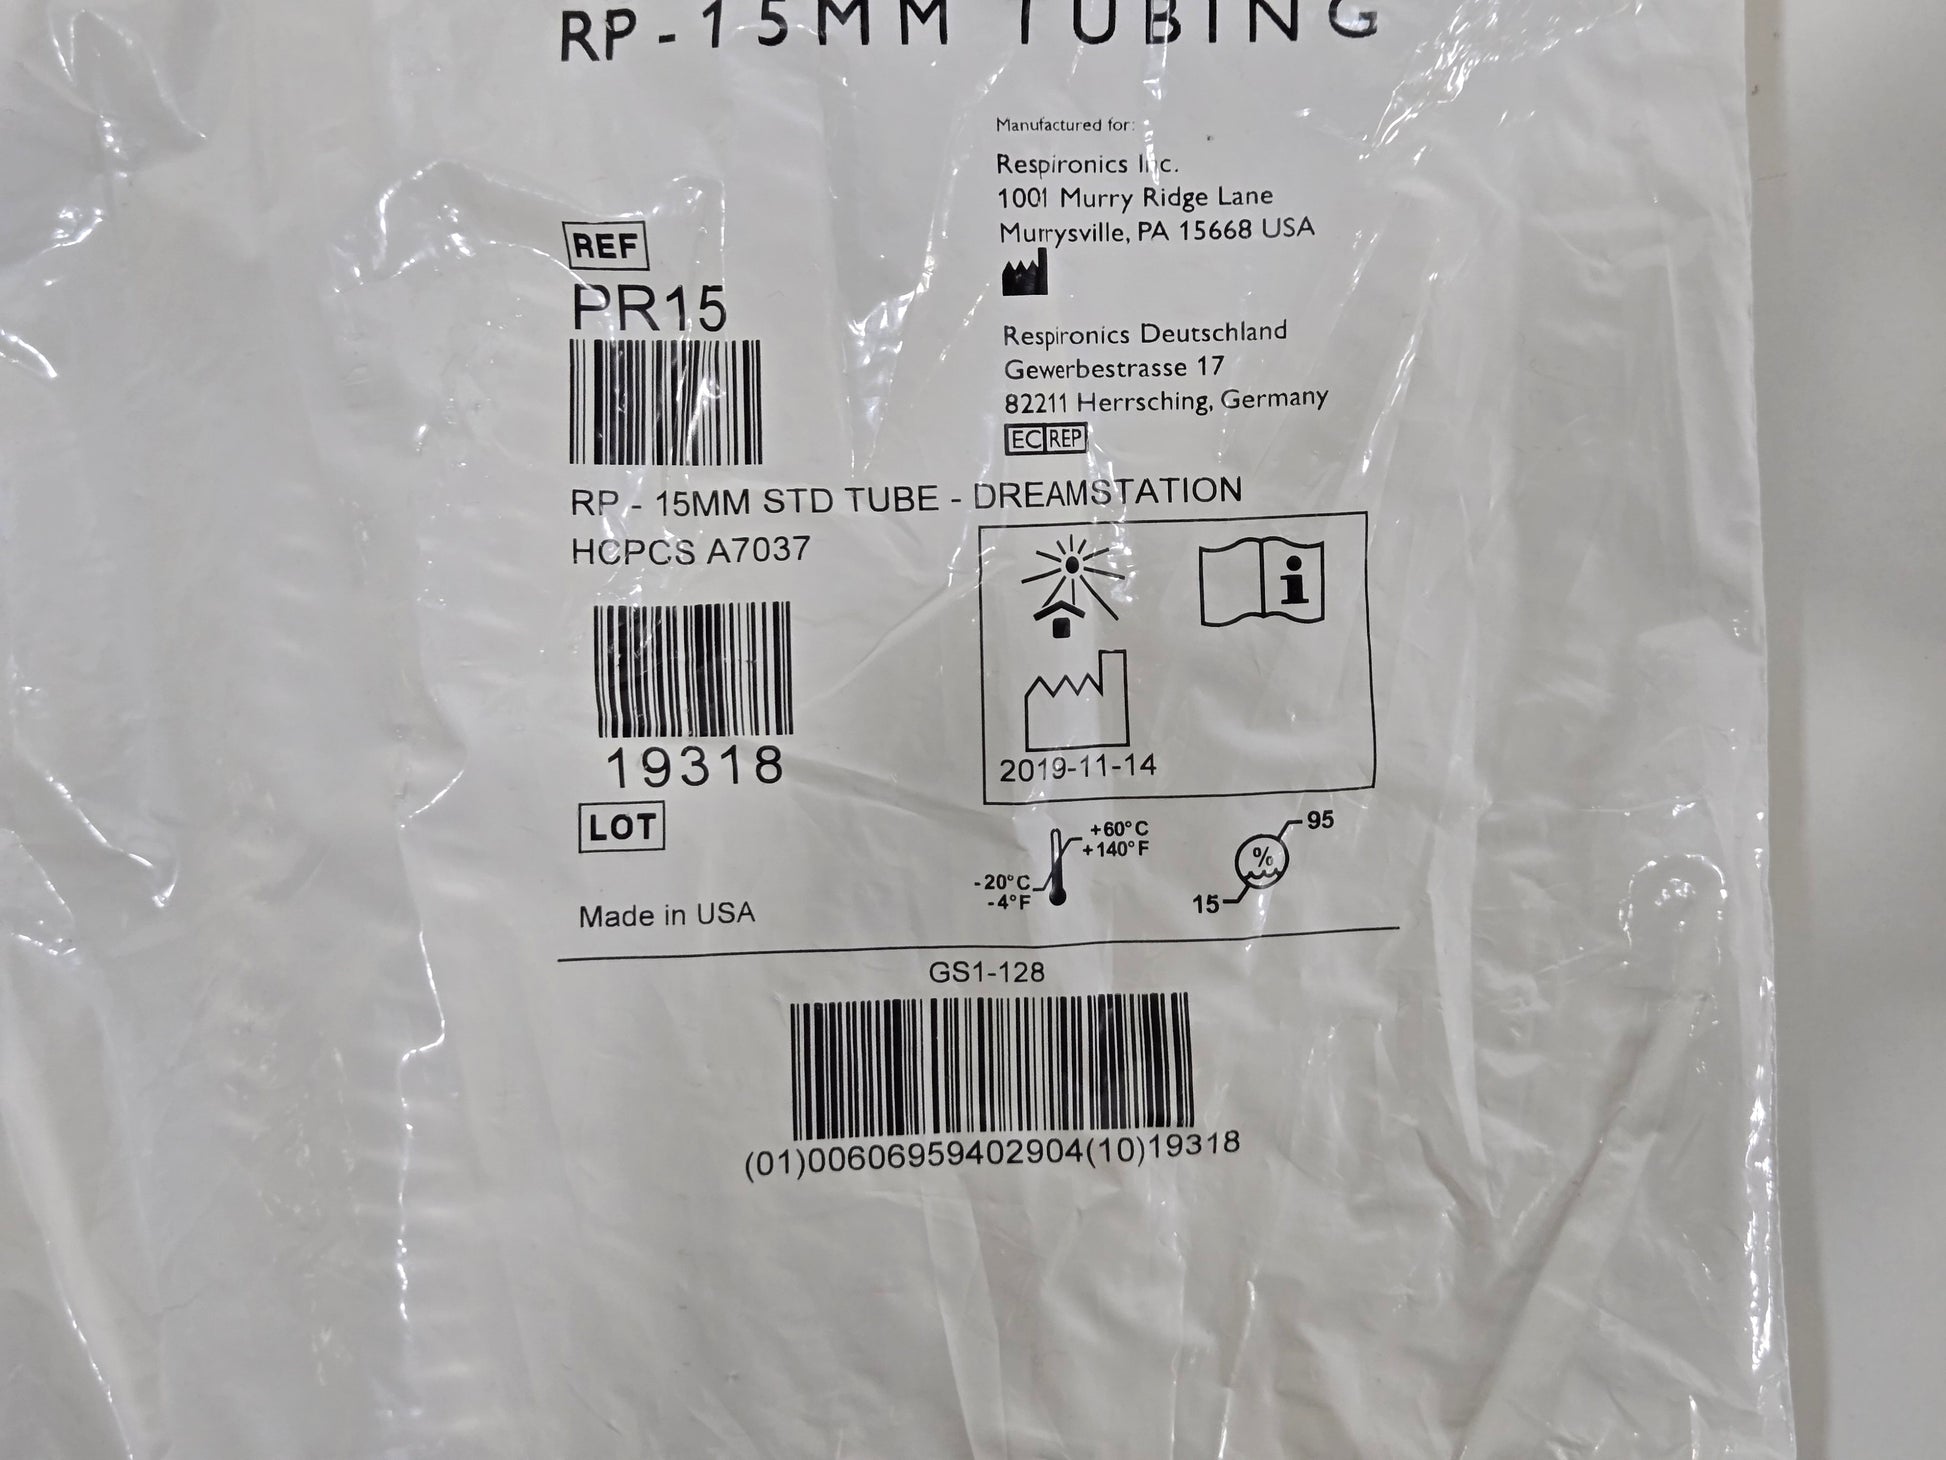 RP - 15MM TUBING
Manufactured for:
Respironics Inc.
1001 Murry Ridge Lane
Murrysville, PA 15668 USA
REF
PR15
Respironics Deutschland
Gewerbestrasse 17
82211 Herrsching, Germany
EC REP
RP - 15MM STD TUBE - DREAMSTATION
HCPCS A7037
i
19318
2019-11-14
LOT
+60°C
+140°F
-20°C
-4°F
95
%
15
Made in USA
GS1-128
(01)00606959402904(10)19318